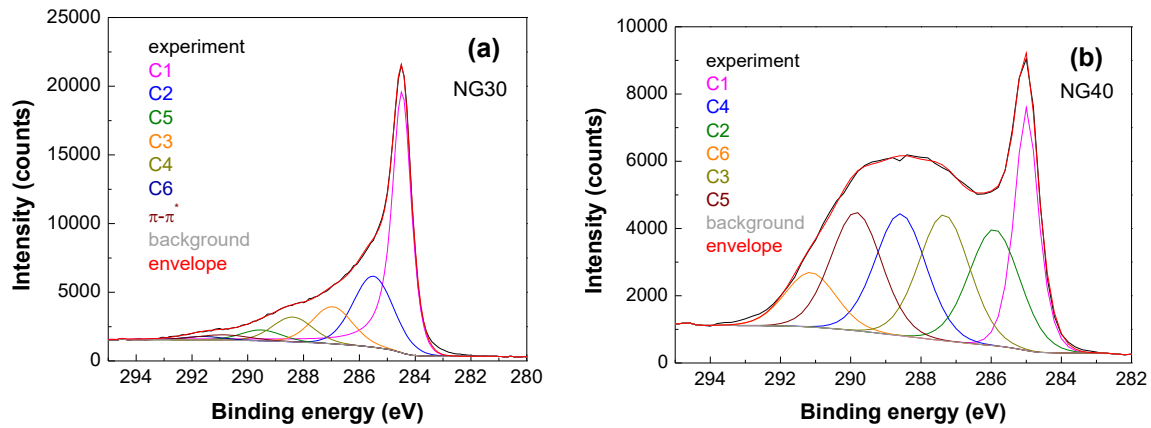 25000
20000
15000
10000
5000
0
Intensity (counts)
experiment
C1
C2
C5
C3
C4
C6
π-π*
background
envelope
(a)
NG30
294 292 290 288 286 284 282 280
Binding energy (eV)
10000
8000
6000
4000
2000
0
Intensity (counts)
experiment
C1
C4
C2
C6
C3
C5
background
envelope
(b)
NG40
294 292 290 288 286 284 282
Binding energy (eV)